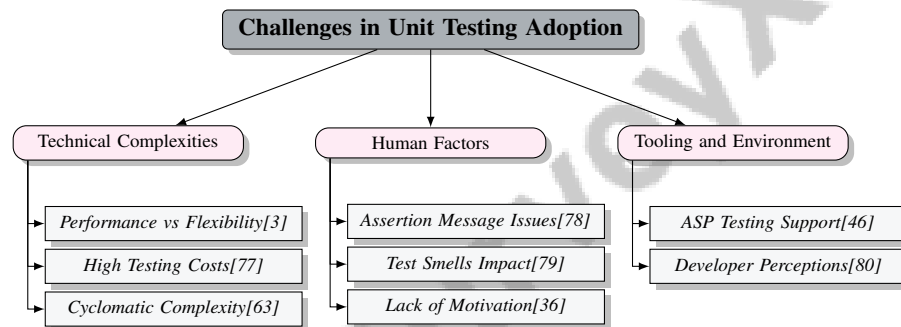 Challenges in Unit Testing Adoption
Technical Complexities
Human Factors
Tooling and Environment
Performance vs Flexibility[3]
High Testing Costs[77]
Cyclomatic Complexity[63]
Assertion Message Issues[78]
Test Smells Impact[79]
Lack of Motivation[36]
ASP Testing Support[46]
Developer Perceptions[80]